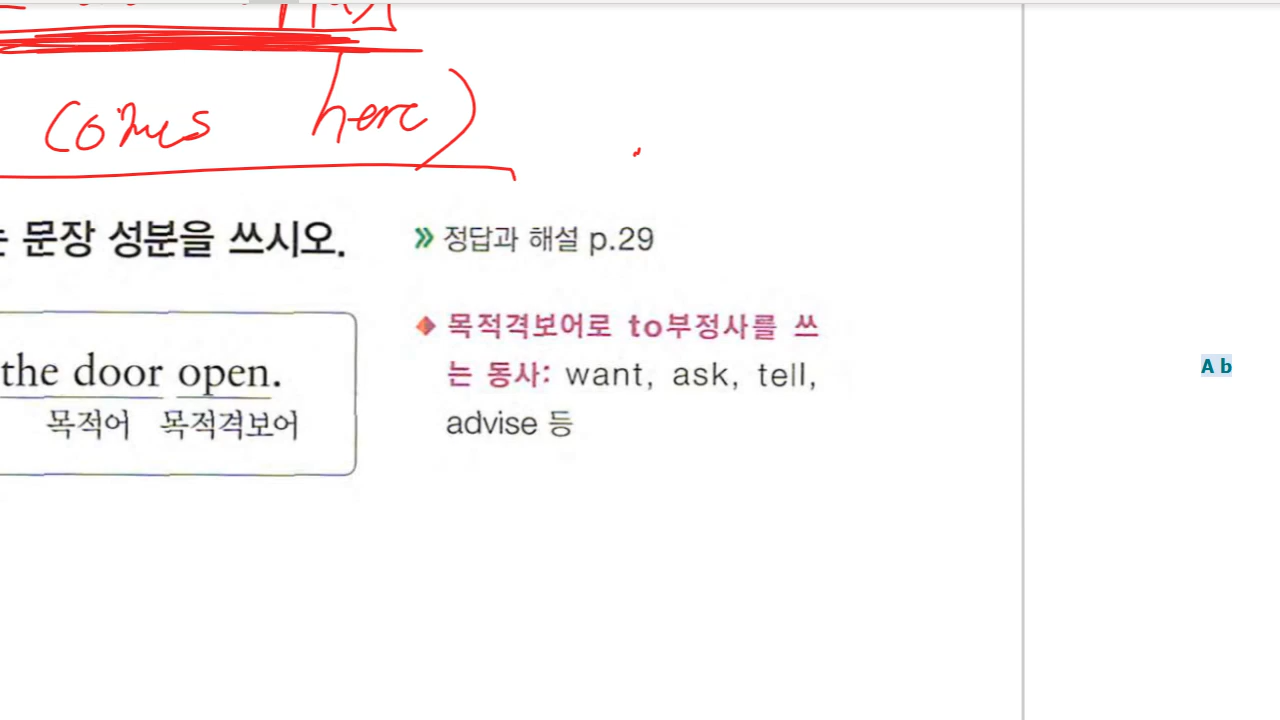 comes here)
는 문장 성분을 쓰시오.
» 정답과 해설 p.29
◆ 목적격보어로 to부정사를 쓰
는 동사: want, ask, tell,
advise 등
the door open.
목적어 목적격보어
A b